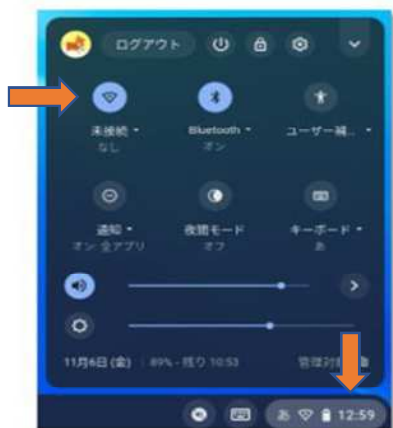 ログアウト
未接続 Bluetooth ユーザー補...
なし オン
通知 夜間モード キーボード
オン 全アプリ オフ あ
11月6日(金) 89% - 残り 10:53 管理対
あ 12:59